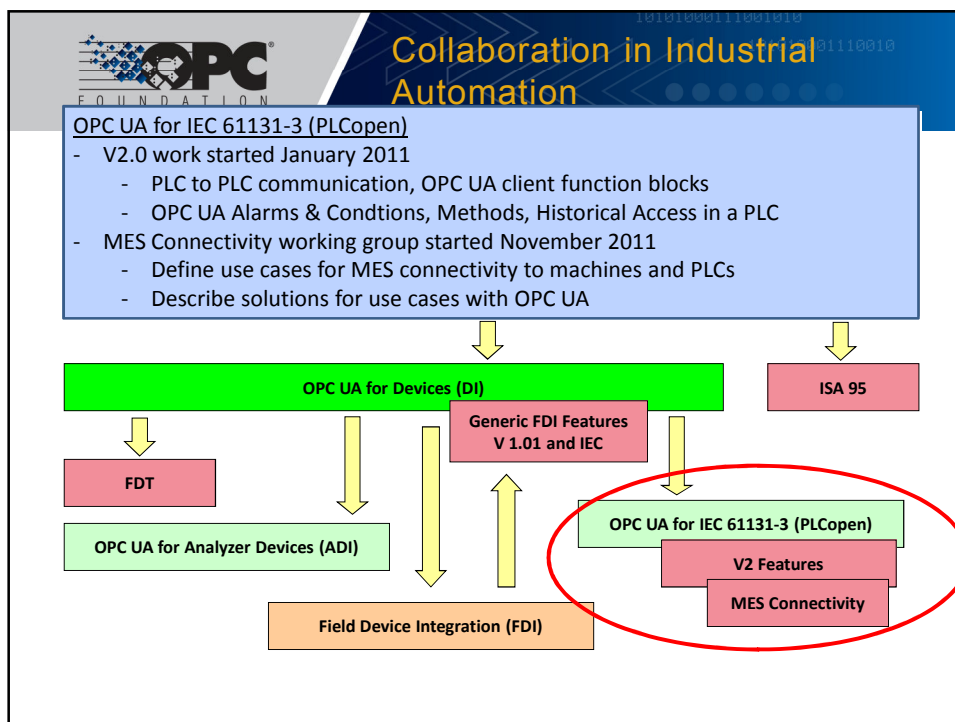 101010001110010​10
101010001110010
OPC®
FOUNDATION
Collaboration in Industrial
Automation
OPC UA for IEC 61131-3 (PLCopen)
- V2.0 work started January 2011
- PLC to PLC communication, OPC UA client function blocks
- OPC UA Alarms & Condtions, Methods, Historical Access in a PLC
- MES Connectivity working group started November 2011
- Define use cases for MES connectivity to machines and PLCs
- Describe solutions for use cases with OPC UA
OPC UA for Devices (DI)
ISA 95
Generic FDI Features
V 1.01 and IEC
FDT
OPC UA for IEC 61131-3 (PLCopen)
OPC UA for Analyzer Devices (ADI)
V2 Features
MES Connectivity
Field Device Integration (FDI)